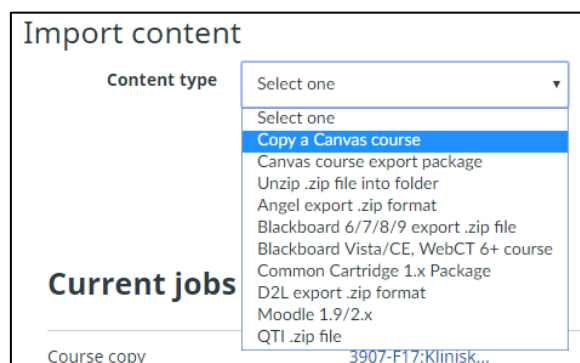 Import content
Content type Select one
Select one
Copy a Canvas course
Canvas course export package
Unzip .zip file into folder
Angel export .zip format
Blackboard 6/7/8/9 export .zip file
Blackboard Vista/CE, WebCT 6+ course
Common Cartridge 1.x Package
Current jobs
D2L export .zip format
Moodle 1.9/2.x
QTI .zip file
Course copy 3907-F17:Klinisk...